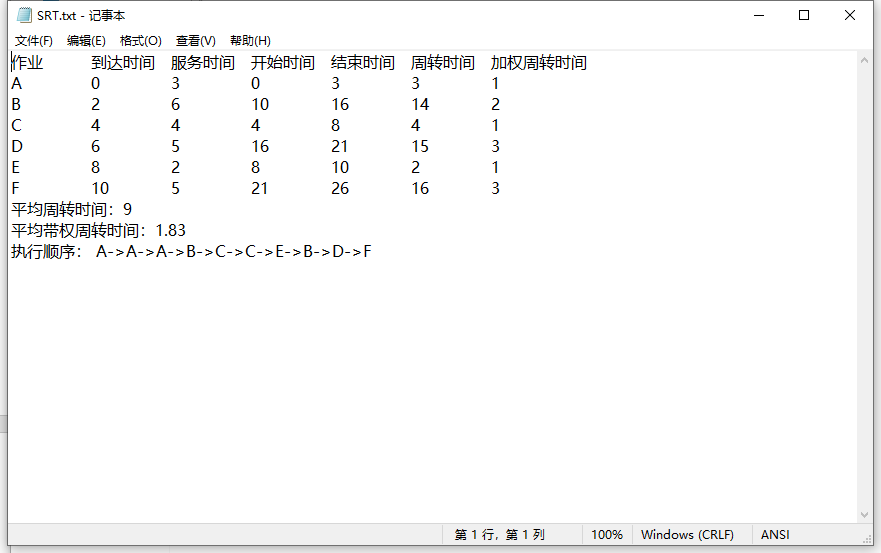 SRT.txt - 记事本
文件(F) 编辑(E) 格式(O) 查看(V) 帮助(H)
作业 到达时间 服务时间 开始时间 结束时间 周转时间 加权周转时间
A 0 3 0 3 3 1
B 2 6 10 16 14 2
C 4 4 4 8 4 1
D 6 5 16 21 15 3
E 8 2 8 10 2 1
F 10 5 21 26 16 3
平均周转时间：9
平均带权周转时间：1.83
执行顺序： A->A->A->B->C->C->E->B->D->F
第 1 行，第 1 列 100% Windows (CRLF) ANSI